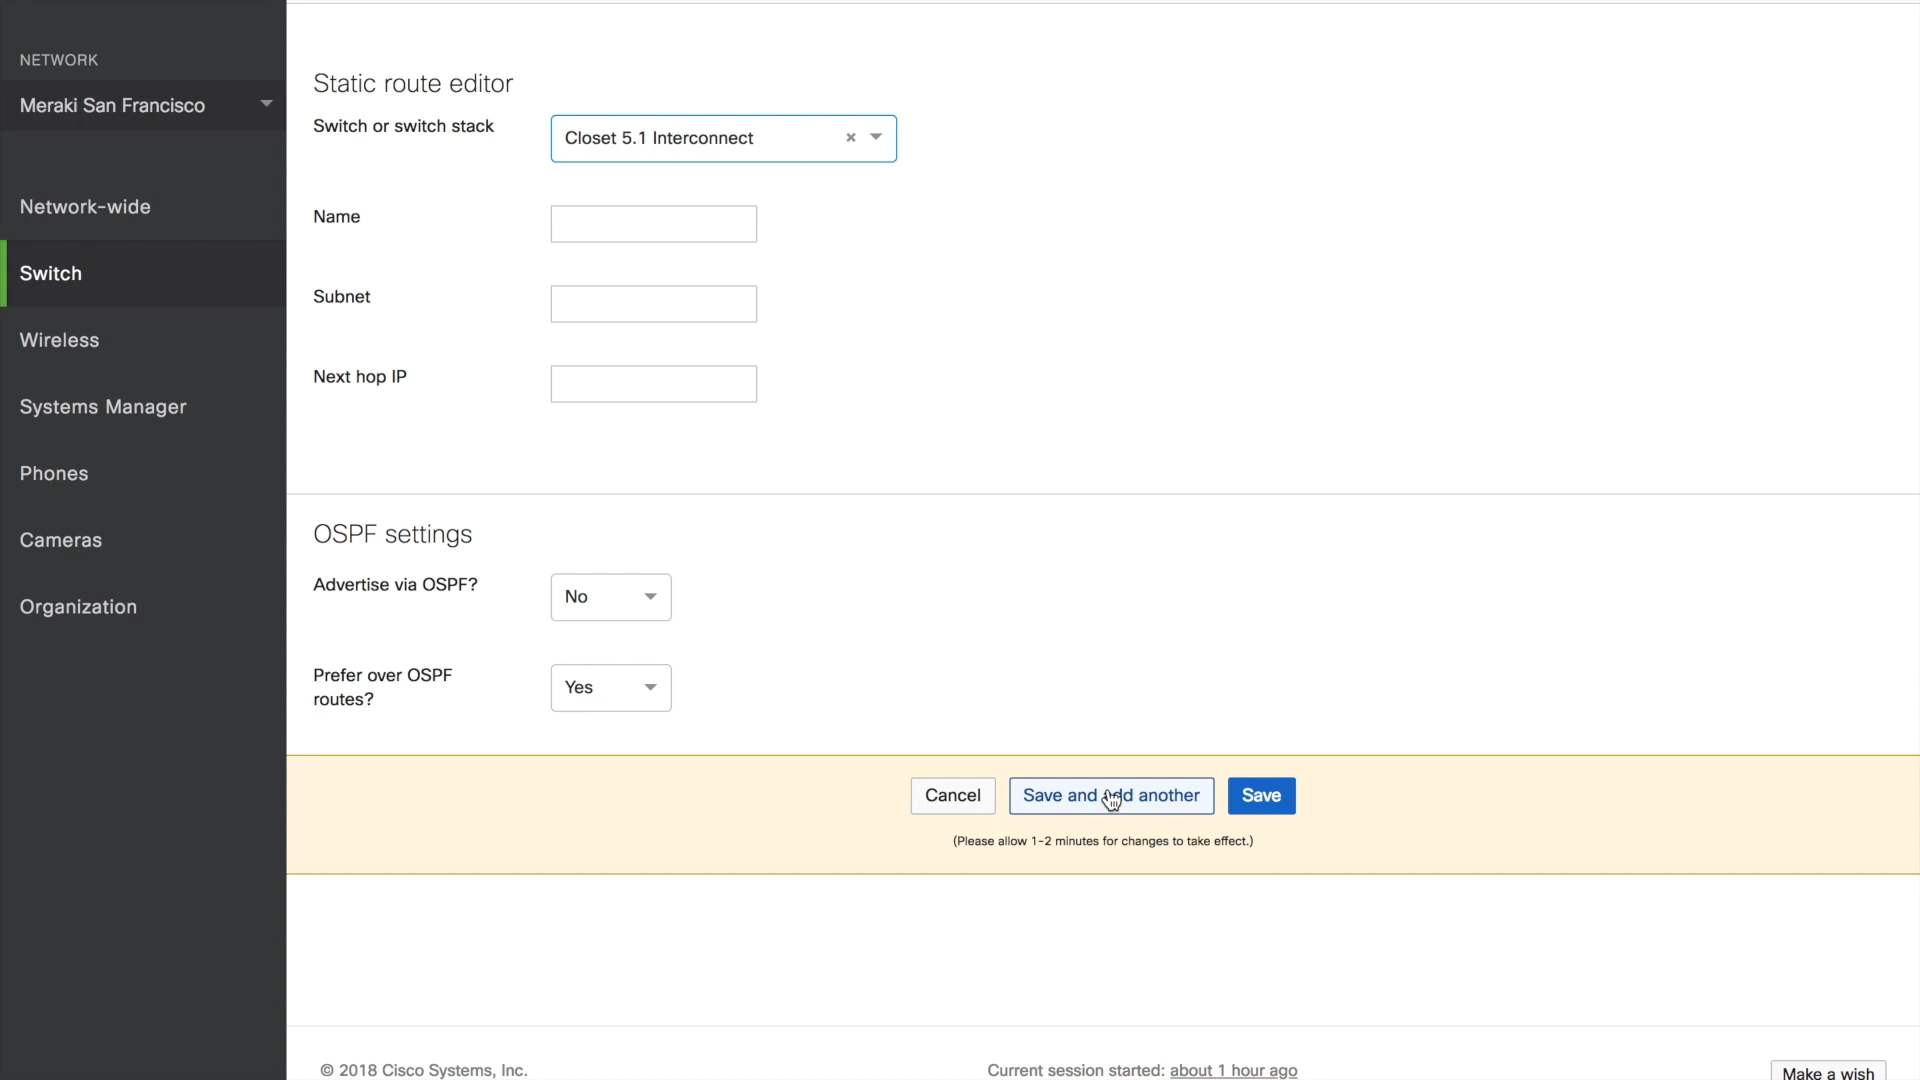 NETWORK
Meraki San Francisco
Network-wide
Switch
Wireless
Systems Manager
Phones
Cameras
Organization
Static route editor
Switch or switch stack
Closet 5.1 Interconnect
Name
Subnet
Next hop IP
OSPF settings
Advertise via OSPF?
No
Prefer over OSPF
routes?
Yes
Cancel
Save and add another
Save
(Please allow 1-2 minutes for changes to take effect.)
© 2018 Cisco Systems, Inc.
Current session started: about 1 hour ago
Make a wish